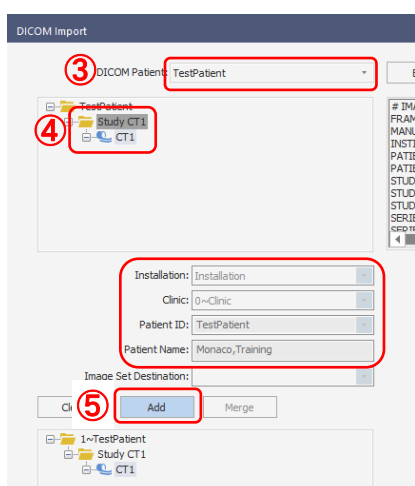 DICOM Import
③ DICOM Patient: TestPatient
TestPatient
④ Study CT1
CT1
# IMA
FRAM
MANU
INSTI
PATIE
PATIE
STUD
STUD
STUD
SERIE
SERIE
Installation: Installation
Clinic: 0~Clinic
Patient ID: TestPatient
Patient Name: Monaco,Training
Image Set Destination:
⑤ Add
Merge
1~TestPatient
Study CT1
CT1